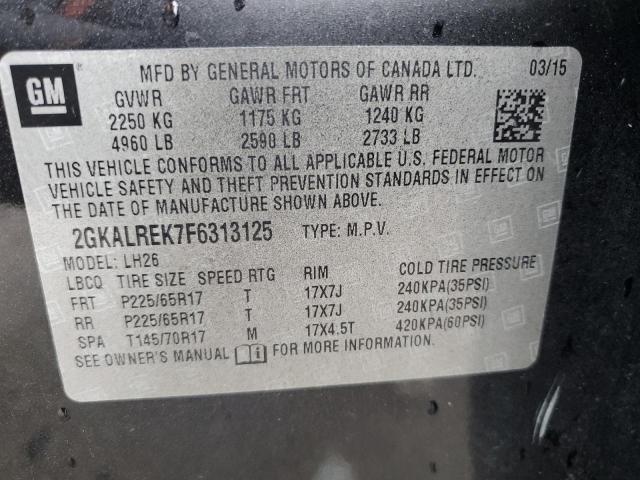 GM
MFD BY GENERAL MOTORS OF CANADA LTD. 03/15
GVWR GAWR FRT GAWR RR
2250 KG 1175 KG 1240 KG
4960 LB 2590 LB 2733 LB
THIS VEHICLE CONFORMS TO ALL APPLICABLE U.S. FEDERAL MOTOR
VEHICLE SAFETY AND THEFT PREVENTION STANDARDS IN EFFECT ON
THE DATE OF MANUFACTURE SHOWN ABOVE.
2GKALREK7F6313125 TYPE: M.P.V.
MODEL: LH26
LBCQ TIRE SIZE SPEED RTG RIM COLD TIRE PRESSURE
FRT P225/65R17 T 17X7J 240KPA(35PSI)
RR P225/65R17 T 17X7J 240KPA(35PSI)
SPA T145/70R17 M 17X4.5T 420KPA(60PSI)
SEE OWNER'S MANUAL FOR MORE INFORMATION.